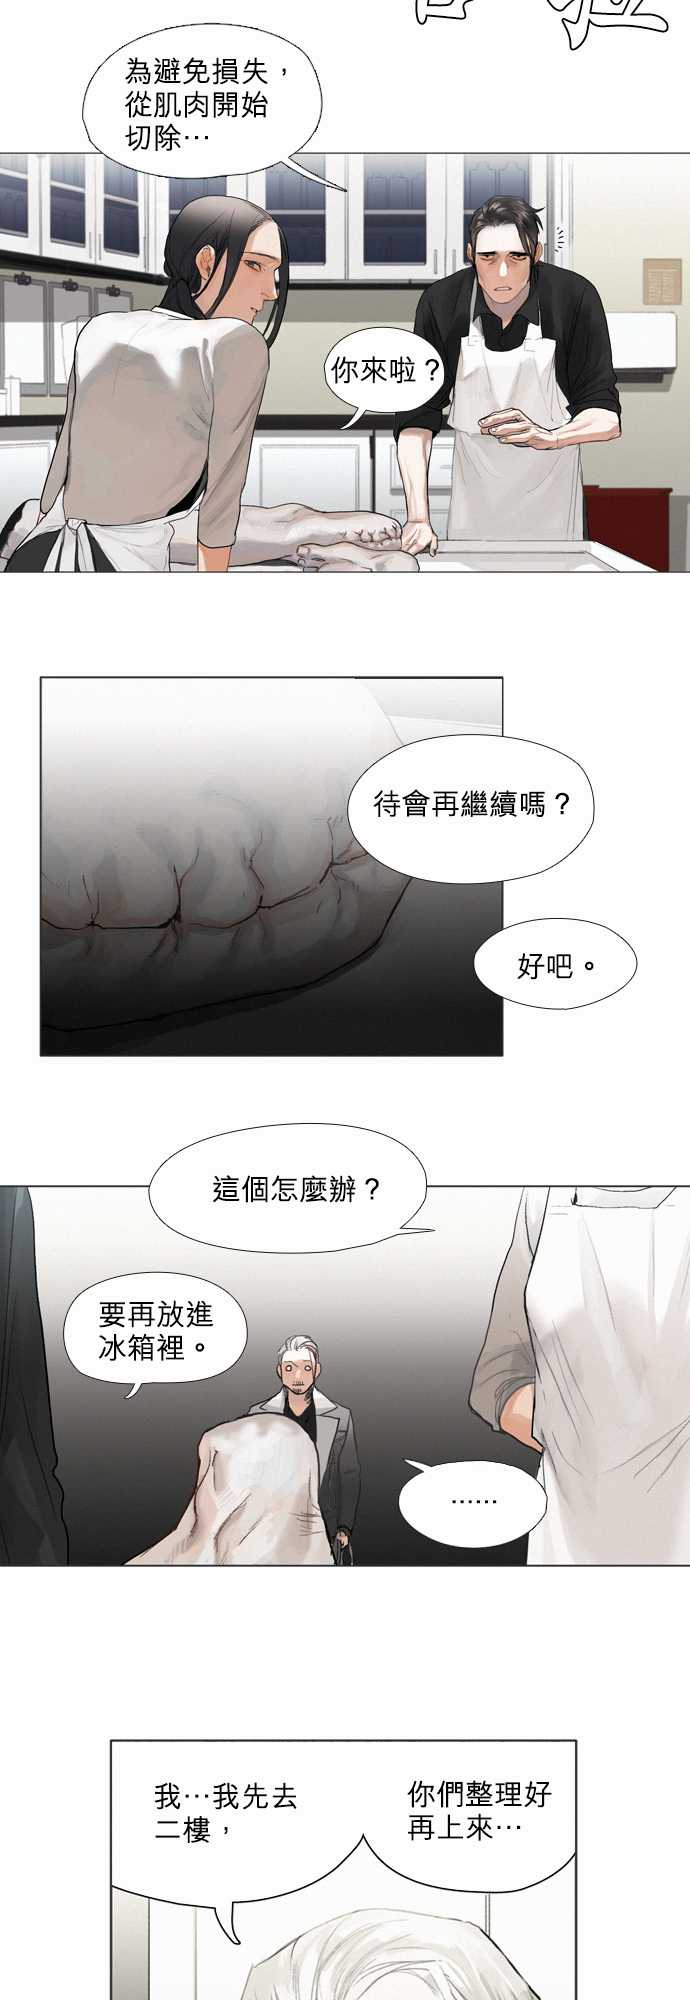 為避免損失，
從肌肉開始
切除…
你來啦？
待會再繼續嗎？
好吧。
這個怎麼辦？
要再放進
冰箱裡。
……
我…我先去
二樓，
你們整理好
再上來…